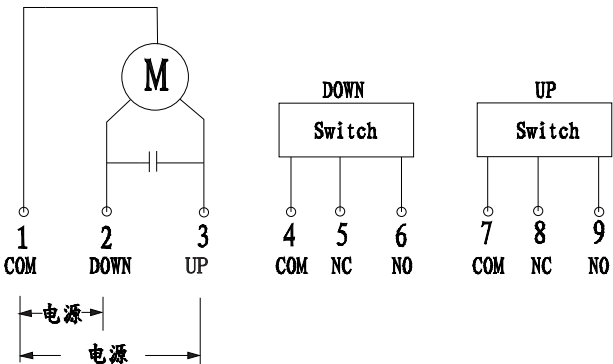 M
DOWN
Switch
UP
Switch
1 2 3 4 5 6 7 8 9
COM DOWN UP COM NC NO COM NC NO
电源
电源